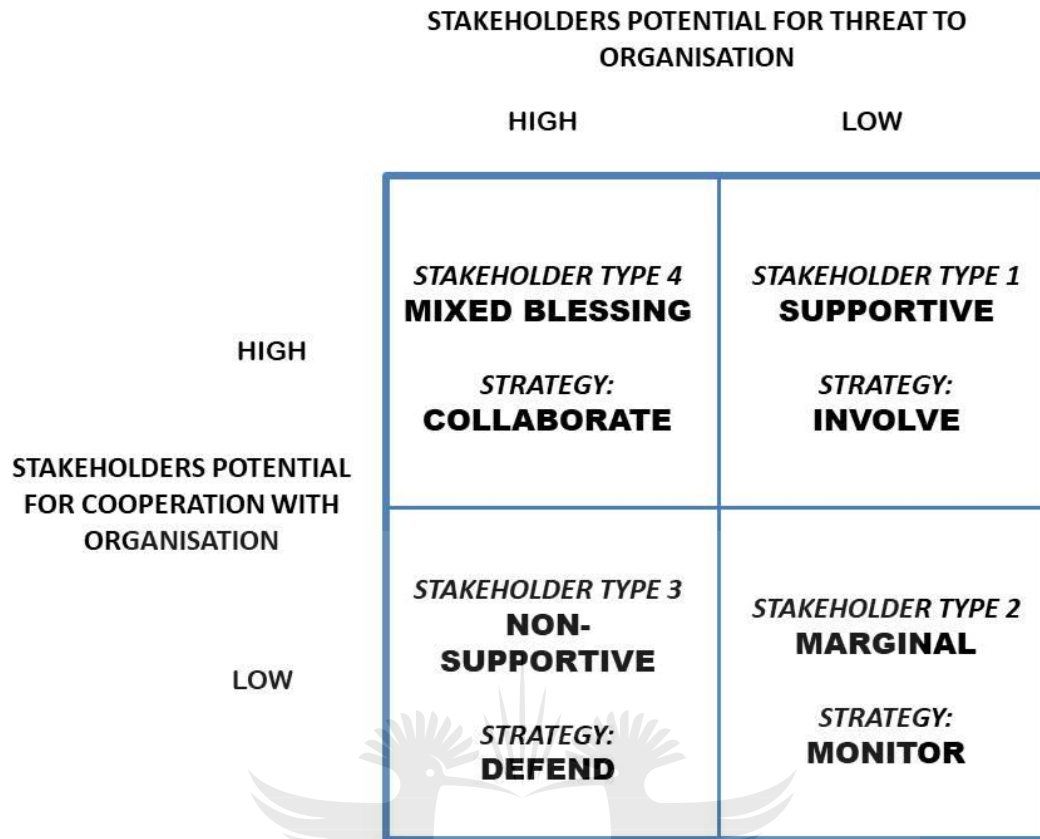 STAKEHOLDERS POTENTIAL FOR THREAT TO
ORGANISATION
HIGH
LOW
STAKEHOLDER TYPE 4
MIXED BLESSING
STRATEGY:
COLLABORATE
STAKEHOLDER TYPE 1
SUPPORTIVE
STRATEGY:
INVOLVE
HIGH
STAKEHOLDERS POTENTIAL
FOR COOPERATION WITH
ORGANISATION
LOW
STAKEHOLDER TYPE 3
NON-
SUPPORTIVE
STRATEGY:
DEFEND
STAKEHOLDER TYPE 2
MARGINAL
STRATEGY:
MONITOR